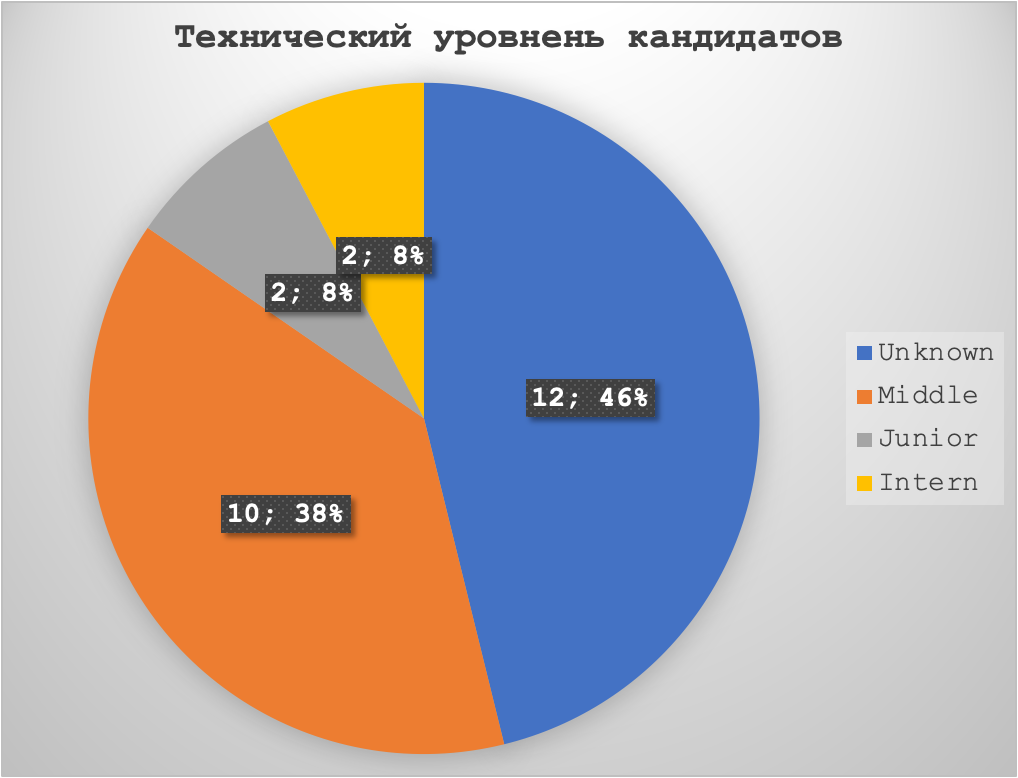 Технический уровнень кандидатов
2; 8%
2; 8%
12; 46%
10; 38%
Unknown
Middle
Junior
Intern